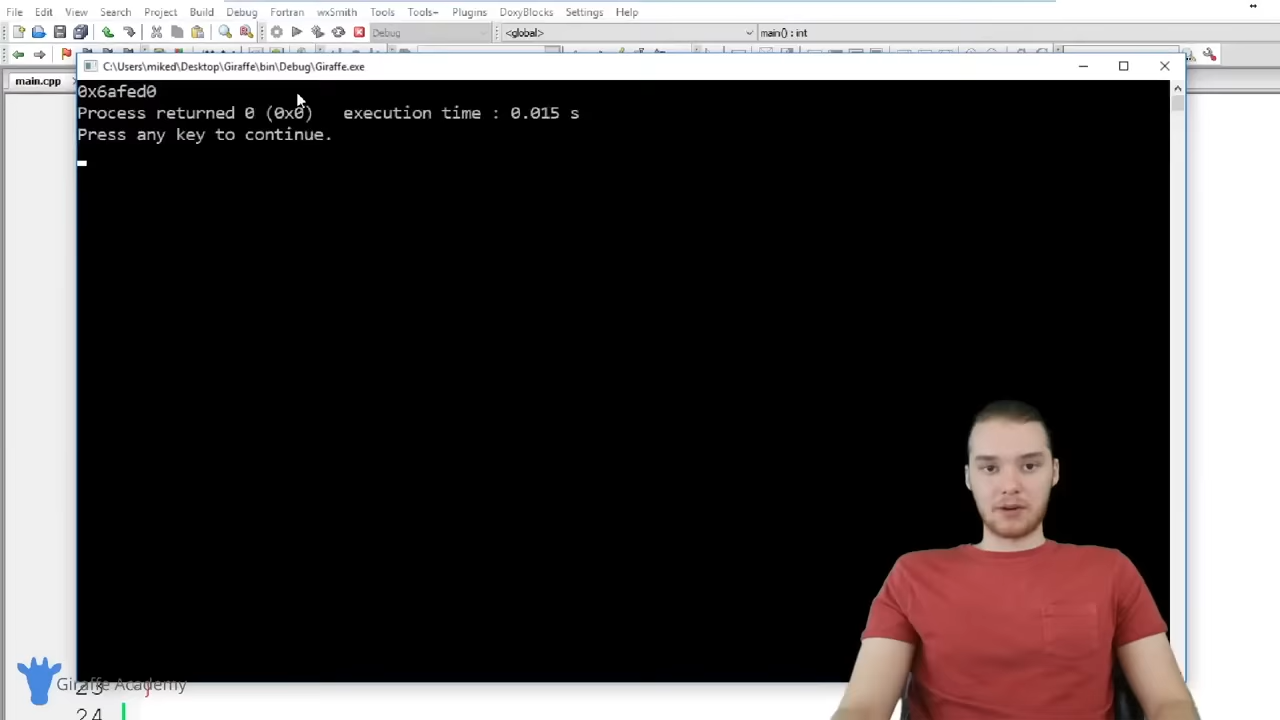 File Edit View Search Project Build Debug Fortran wxSmith Tools Tools+ Plugins DoxyBlocks Settings Help
Debug <global> main() : int
C:\Users\miked\Desktop\Giraffe\bin\Debug\Giraffe.exe
main.cpp
0x6afed0
Process returned 0 (0x0) execution time : 0.015 s
Press any key to continue.
Giraffe Academy
24